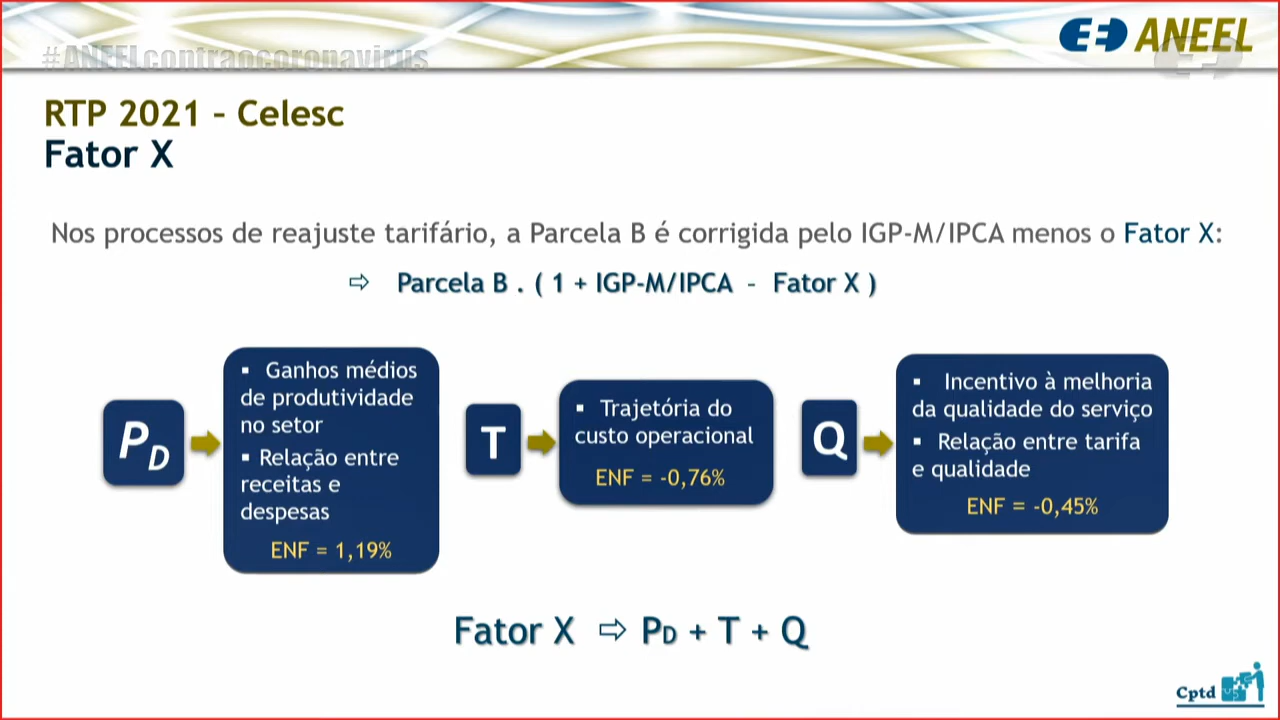 #ANEELcontraocoronavirus
ANEEL
RTP 2021 – Celesc
Fator X
Nos processos de reajuste tarifário, a Parcela B é corrigida pelo IGP-M/IPCA menos o Fator X:
⇨ Parcela B . ( 1 + IGP-M/IPCA – Fator X )
PD
▪ Ganhos médios
de produtividade
no setor
▪ Relação entre
receitas e
despesas
ENF = 1,19%
T
▪ Trajetória do
custo operacional
ENF = -0,76%
Q
▪ Incentivo à melhoria
da qualidade do serviço
▪ Relação entre tarifa
e qualidade
ENF = -0,45%
Fator X ⇨ PD + T + Q
Cptd